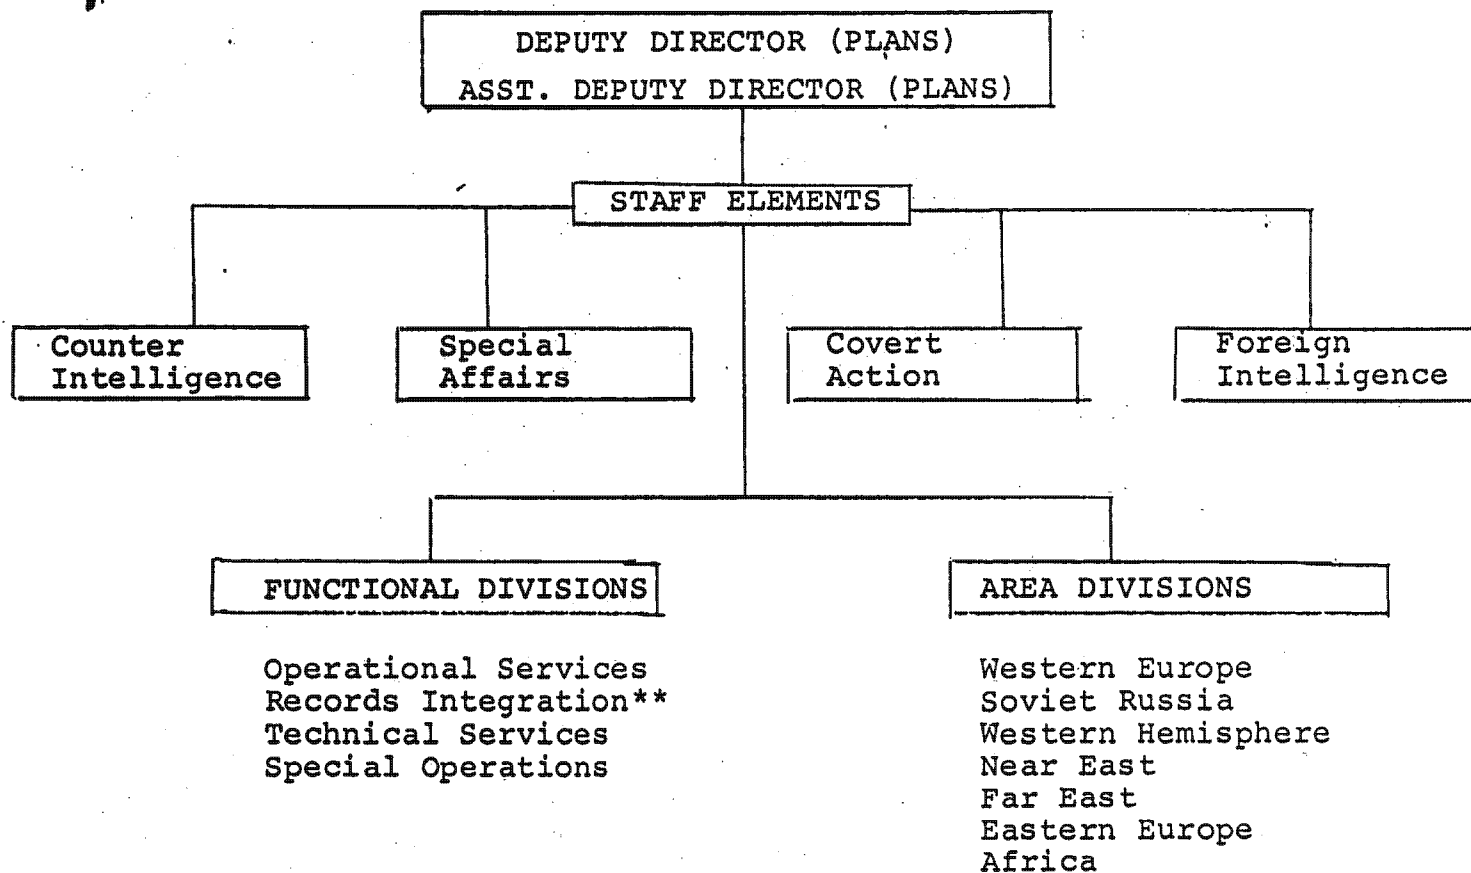 DEPUTY DIRECTOR (PLANS)
ASST. DEPUTY DIRECTOR (PLANS)
STAFF ELEMENTS
Counter
Intelligence
Special
Affairs
Covert
Action
Foreign
Intelligence
FUNCTIONAL DIVISIONS
Operational Services
Records Integration**
Technical Services
Special Operations
AREA DIVISIONS
Western Europe
Soviet Russia
Western Hemisphere
Near East
Far East
Eastern Europe
Africa